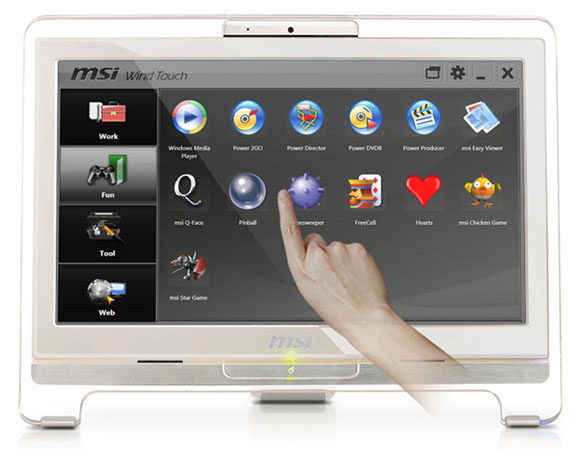 msi Wind Touch
Work
Fun
Tool
Web
Windows Media
Player
Power 2GO
Power Director
Power DVD8
Power Producer
msi Easy Viewer
Q
msi Q-Face
Pinball
esweeper
FreeCell
Hearts
msi Chicken Game
msi Star Game
msi